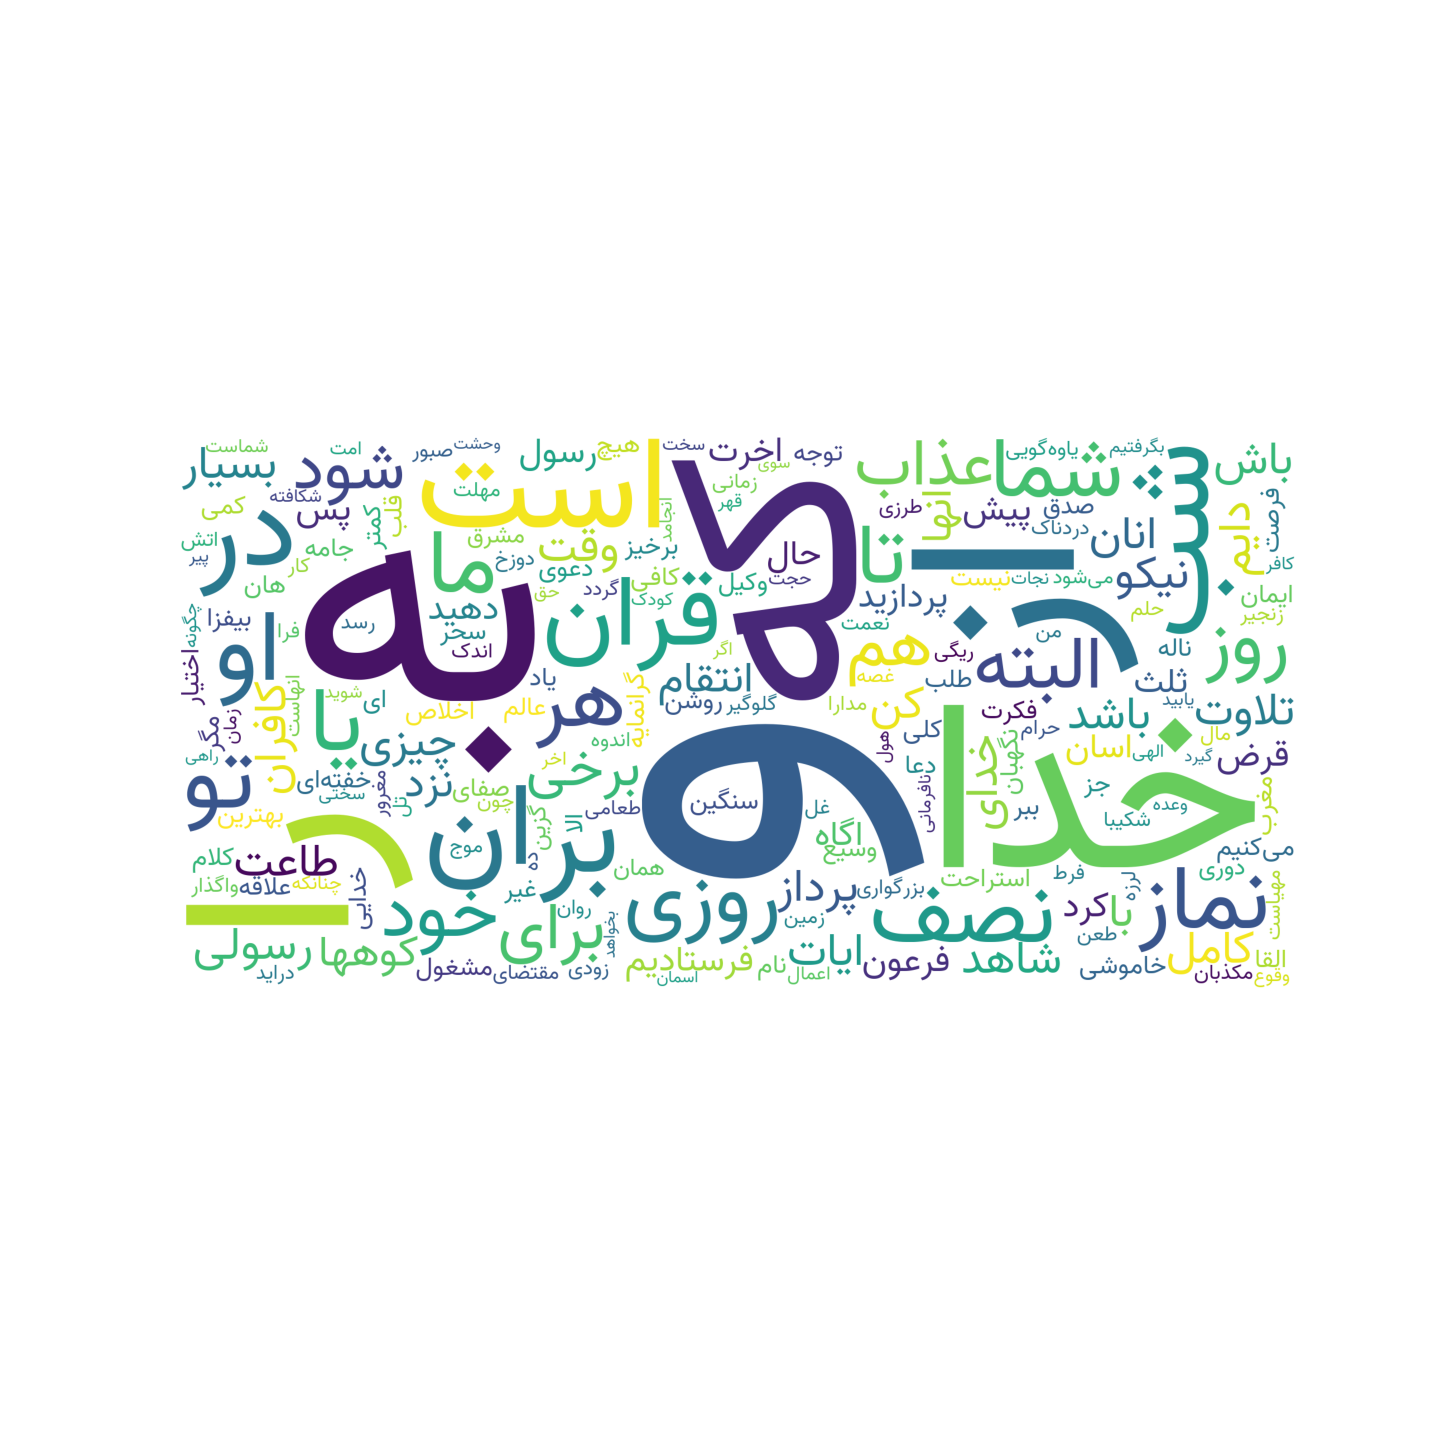 به
که
و
خدا
است
از
را
شب
در
ما
قران
تا
شما
عذاب
شود
بسیار
او
یا
هر
تو
ان
بر
خود
روزی
نصف
نماز
البته
هم
روز
برای
برخی
باشد
تلاوت
کامل
با
کرد
شاهد
ایات
فرعون
پرداز
فرستادیم
کوهها
رسولی
طاعت
کافران
چیزی
نزد
انتقام
کن
خدای
اسان
قرض
ثلث
نیکو
انان
دایم
باش
فرصت
پیش
انها
صدق
دردناک
یاوه‌گویی
بگرفتیم
طرزی
اخرت
توجه
رسول
هیچ
سخت
سوی
زمانی
قهر
انجامد
وحشت
صبور
مهلت
امت
شماست
شکافته
کمی
پس
قلب
کمتر
جامه
اتش
پیر
کار
هان
مشرق
دوزخ
وقت
دعوی
برخیز
کافی
وکیل
کودک
گردد
حق
حال
حجت
پردازید
نیست
نجات
می‌شود
کافر
ایمان
زنجیر
حلم
ناله
من
ریگی
نعمت
غصه
مدارا
طلب
فکرت
حرام
یابید
مال
گیرد
الهی
وعده
شکیبا
جز
ببر
نگهبان
کلی
دعا
هول
نافرمانی
غل
سنگین
اگاه
وسیع
بزرگواری
استراحت
فرط
لرزه
طعن
خاموشی
مکذبان
القا
وقوع
مهیاست
دوری
می‌کنیم
مغرب
اگر
روشن
گلوگیر
گرانمایه
اندوه
اخر
یاد
عالم
اخلاص
ای
شوید
انهاست
رسد
فرا
بیفزا
چگونه
اختیار
مگر
زمان
راهی
دهید
سخر
اندک
خفته‌ای
سختی
مغرور
تل
صفای
چون
گزین
الا
طعامی
همان
غیر
ده
موج
روان
بخواهد
زودی
مقتضای
مشغول
دراید
خدایی
چنانکه
علاقه
واگذار
کلام
بهترین
زمین
نام
اعمال
اسمان